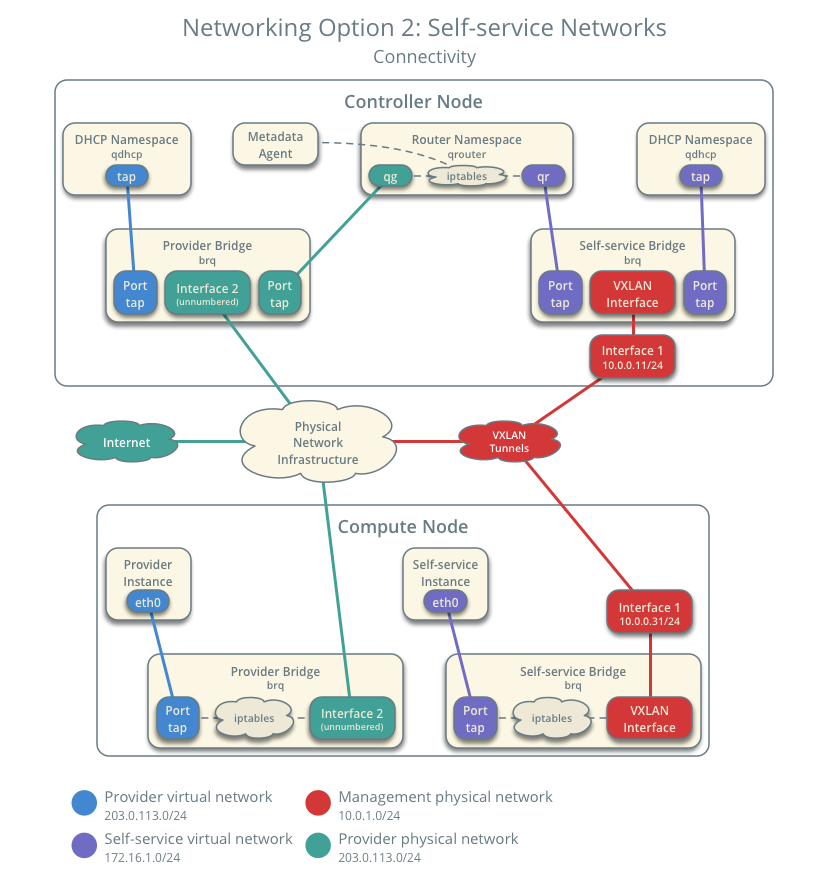 Networking Option 2: Self-service Networks
Connectivity
Controller Node
DHCP Namespace
qdhcp
tap
Metadata
Agent
Router Namespace
qrouter
qg
iptables
qr
DHCP Namespace
qdhcp
tap
Provider Bridge
brq
Port
tap
Interface 2
(unnumbered)
Port
tap
Self-service Bridge
brq
Port
tap
VXLAN
Interface
Port
tap
Interface 1
10.0.0.11/24
Internet
Physical
Network
Infrastructure
VXLAN
Tunnels
Compute Node
Provider
Instance
eth0
Self-service
Instance
eth0
Interface 1
10.0.0.31/24
Provider Bridge
brq
Port
tap
iptables
Interface 2
(unnumbered)
Self-service Bridge
brq
Port
tap
iptables
VXLAN
Interface
Provider virtual network
203.0.113.0/24
Management physical network
10.0.1.0/24
Self-service virtual network
172.16.1.0/24
Provider physical network
203.0.113.0/24